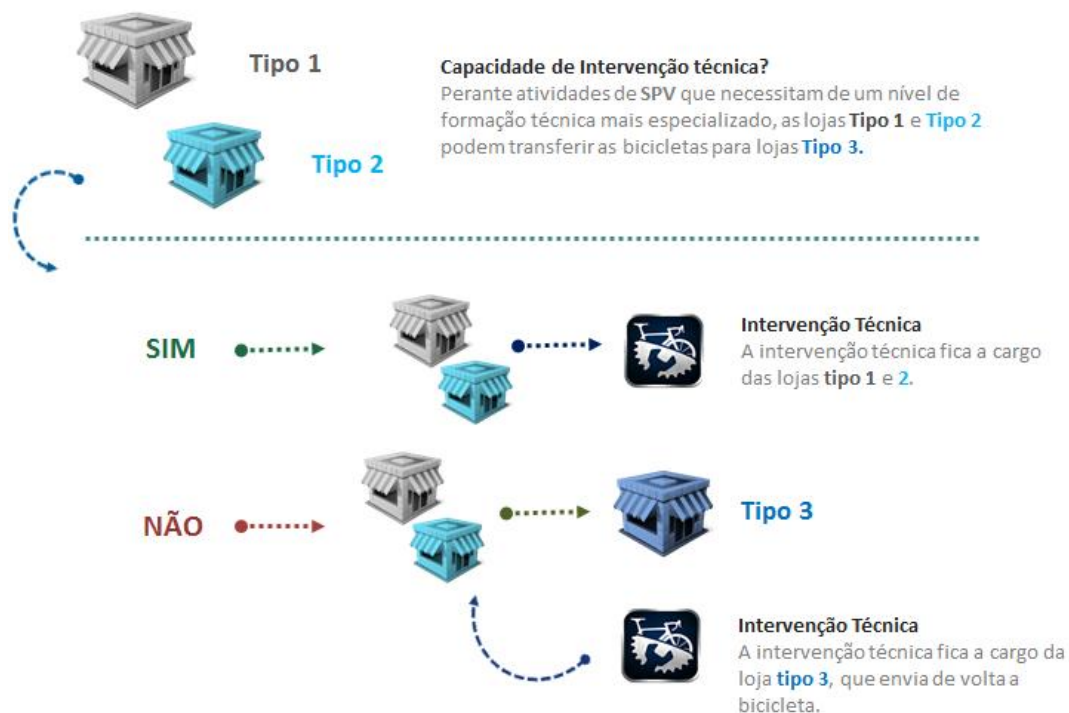 Tipo 1
Capacidade de Intervenção técnica?
Perante atividades de SPV que necessitam de um nível de
formação técnica mais especializado, as lojas Tipo 1 e Tipo 2
podem transferir as bicicletas para lojas Tipo 3.
Tipo 2
SIM
Intervenção Técnica
A intervenção técnica fica a cargo
das lojas tipo 1 e 2.
NÃO
Tipo 3
Intervenção Técnica
A intervenção técnica fica a cargo da
loja tipo 3, que envia de volta a
bicicleta.